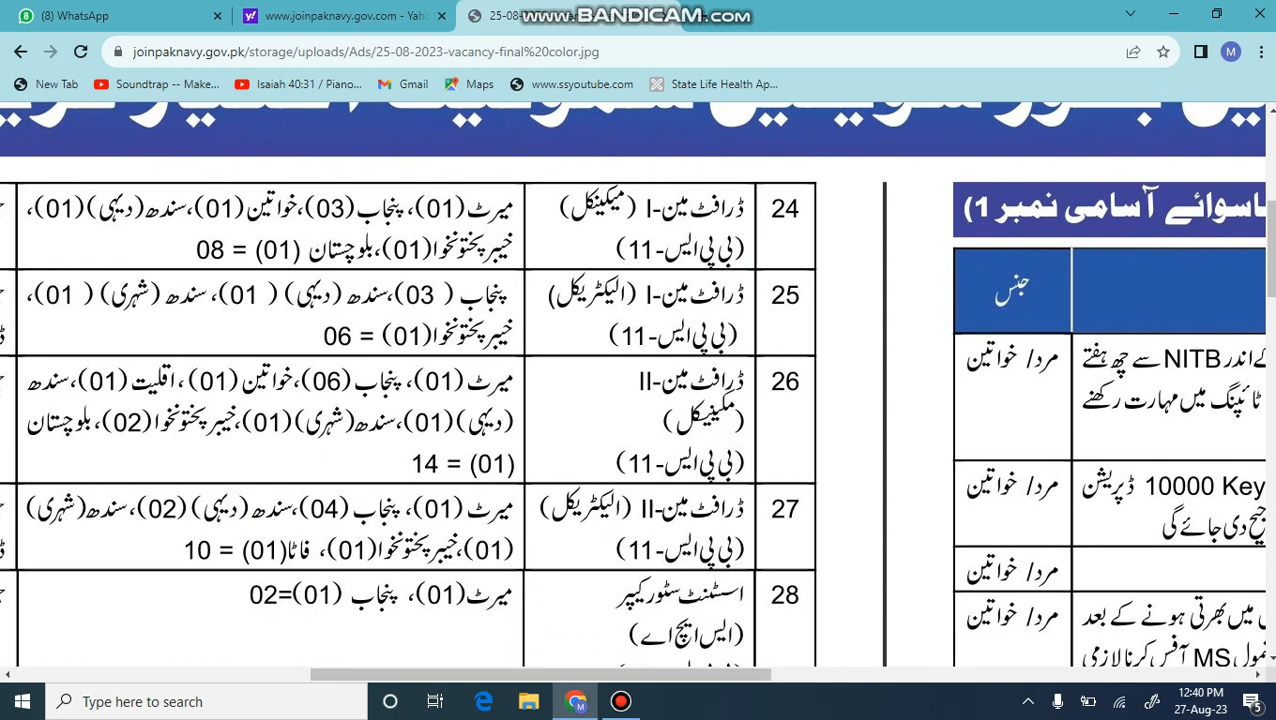 (8) WhatsApp
www.joinpaknavy.gov.com - Yah
25-08-
www.BANDICAM.com
joinpaknavy.gov.pk/storage/uploads/Ads/25-08-2023-vacancy-final%20color.jpg
M
New Tab
Soundtrap -- Make...
Isaiah 40:31 / Piano...
Gmail
Maps
www.ssyoutube.com
State Life Health Ap...
24
ڈرافٹ مین-I (میکینکل)
(بی پی ایس-11)
میرٹ (01)، پنجاب (03)،خواتین (01)،سندھ(دیہی)(01)،
خیبر پختونخوا(01)،بلوچستان (01) = 08
25
ڈرافٹ مین-I (الیکٹریکل)
(بی پی ایس-11)
پنجاب ( 03)،سندھ (دیہی) ( 01)، سندھ (شہری) ( 01)،
خیبر پختونخوا(01) = 06
26
ڈرافٹ مین-II
(مکینیکل)
(بی پی ایس-11)
میرٹ (01)، پنجاب (06)،خواتین (01)، اقلیت (01)،سندھ
(دیہی)(01)،سندھ(شہری)(01)،خیبر پختونخوا(02)، بلوچستان
(01) = 14
27
ڈرافٹ مین-II (الیکٹریکل)
(بی پی ایس-11)
میرٹ (01)، پنجاب (04)،سندھ (دیہی) (02)، سندھ(شہری)
(01)،خیبر پختونخوا(01)، فاٹا(01) = 10
28
اسسٹنٹ سٹور کیپر
(ایس ایچ اے)
میرٹ(01)، پنجاب (01)=02
ماسوائے آسامی نمبر 1)
جنس
مرد/ خواتین
کے اندر NITB سے چھ ہفتے
ٹائپنگ میں مہارت رکھنے
مرد/ خواتین
10000 Key ڈپریشن
جیح دی جائے گی
مرد/ خواتین
مرد/ خواتین
میں بھرتی ہونے کے بعد
مول MS آفس کرنا لازمی
Type here to search
12:40 PM
27-Aug-23
5